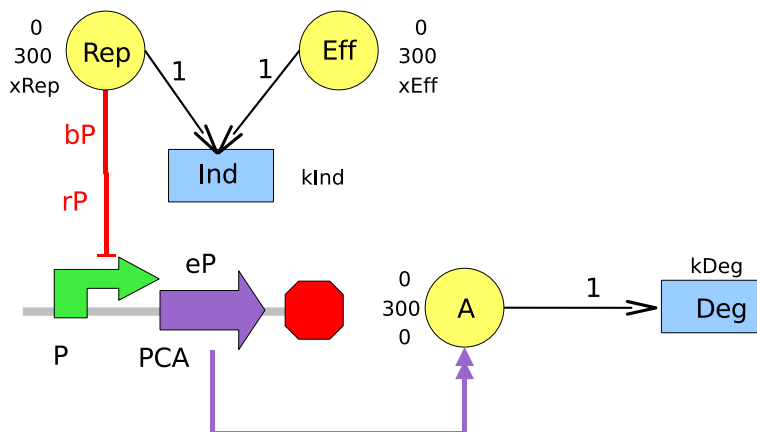 0
300
xRep
Rep
1
1
Eff
0
300
xEff
bP
rP
Ind
kInd
eP
P
PCA
0
300
0
A
1
kDeg
Deg